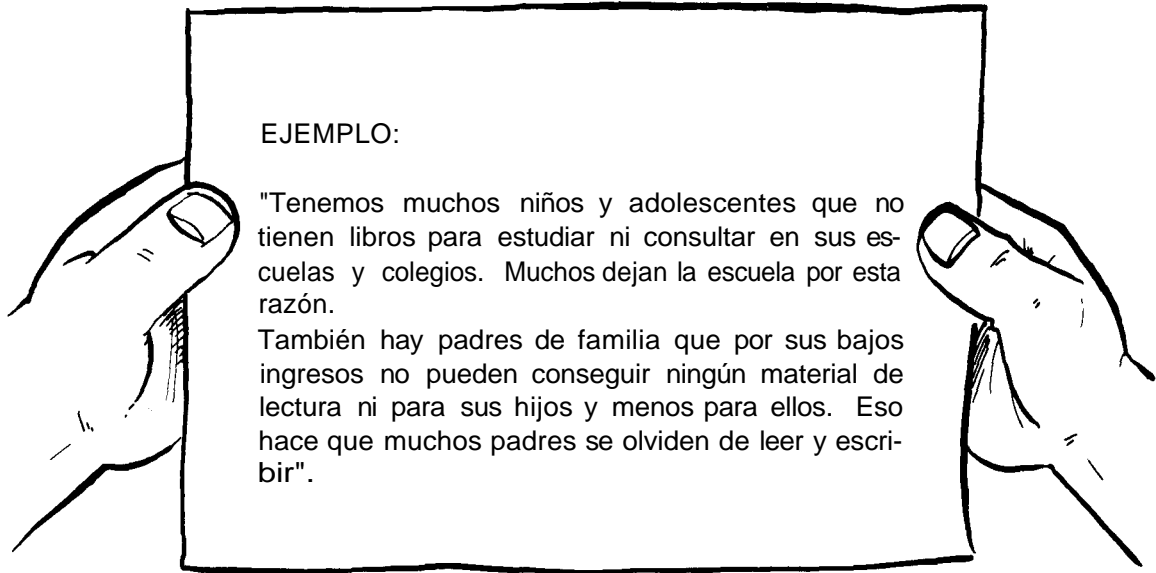 EJEMPLO:
"Tenemos muchos niños y adolescentes que no
tienen libros para estudiar ni consultar en sus es-
cuelas y colegios. Muchos dejan la escuela por esta
razón.
También hay padres de familia que por sus bajos
ingresos no pueden conseguir ningún material de
lectura ni para sus hijos y menos para ellos. Eso
hace que muchos padres se olviden de leer y escri-
bir".